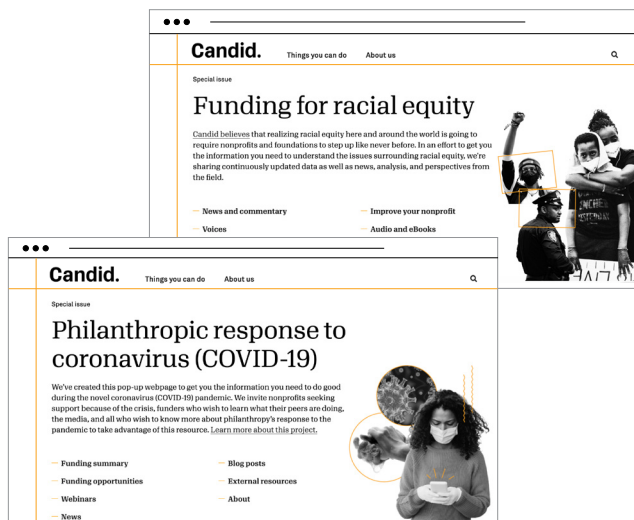 Candid.
Things you can do
About us
Special issue
Funding for racial equity
Candid believes that realizing racial equity here and around the world is going to
require nonprofits and foundations to step up like never before. In an effort to get you
the information you need to understand the issues surrounding racial equity, we're
sharing continuously updated data as well as news, analysis, and perspectives from
the field.
— News and commentary
— Improve your nonprofit
— Voices
— Audio and eBooks
Candid.
Things you can do
About us
Special issue
Philanthropic response to
coronavirus (COVID-19)
We've created this pop-up webpage to get you the information you need to do good
during the novel coronavirus (COVID-19) pandemic. We invite nonprofits seeking
support because of the crisis, funders who wish to learn what their peers are doing,
the media, and all who wish to know more about philanthropy's response to the
pandemic to take advantage of this resource. Learn more about this project.
— Funding summary
— Blog posts
— Funding opportunities
— External resources
— Webinars
— About
— News